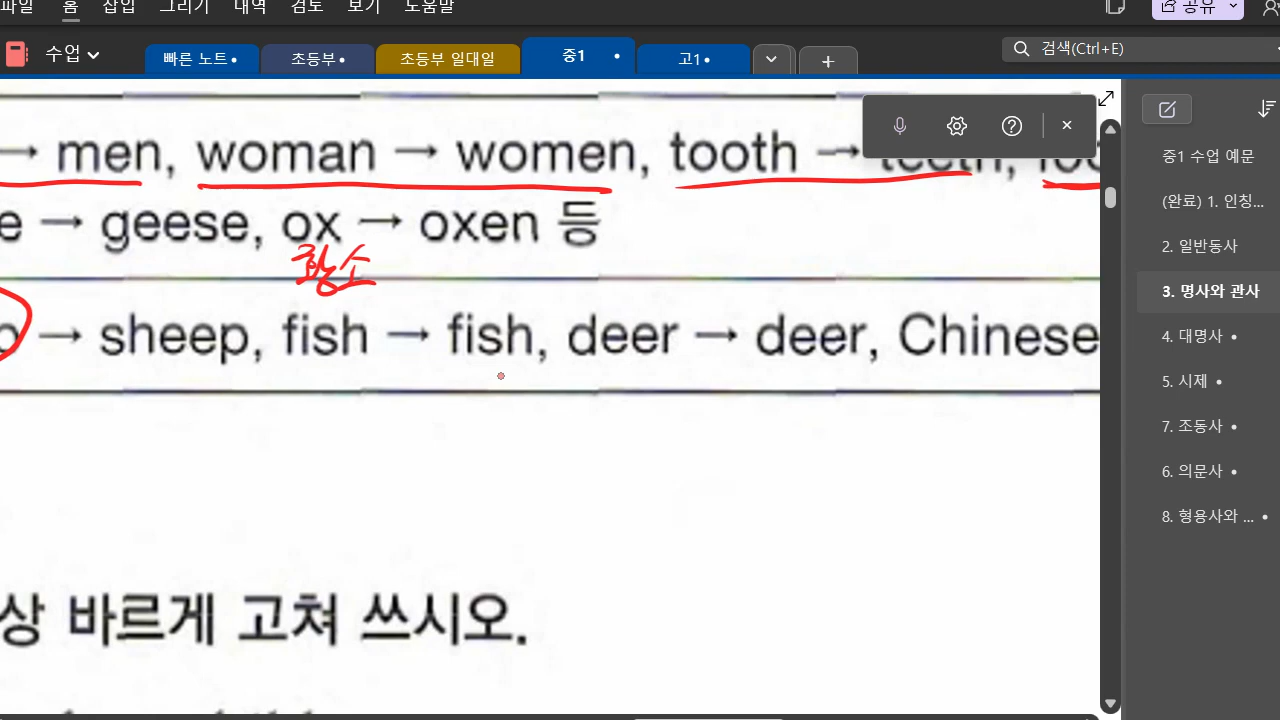 파일 홈 삽입 그리기 내역 검토 보기 도움말 공유
수업 빠른 노트 초등부 초등부 일대일 중1 고1 검색(Ctrl+E)
→ men, woman → women, tooth → teeth,
→ geese, ox → oxen 등
황소
→ sheep, fish → fish, deer → deer, Chinese
상 바르게 고쳐 쓰시오.
중1 수업 예문
(완료) 1. 인칭...
2. 일반동사
3. 명사와 관사
4. 대명사
5. 시제
7. 조동사
6. 의문사
8. 형용사와 ...